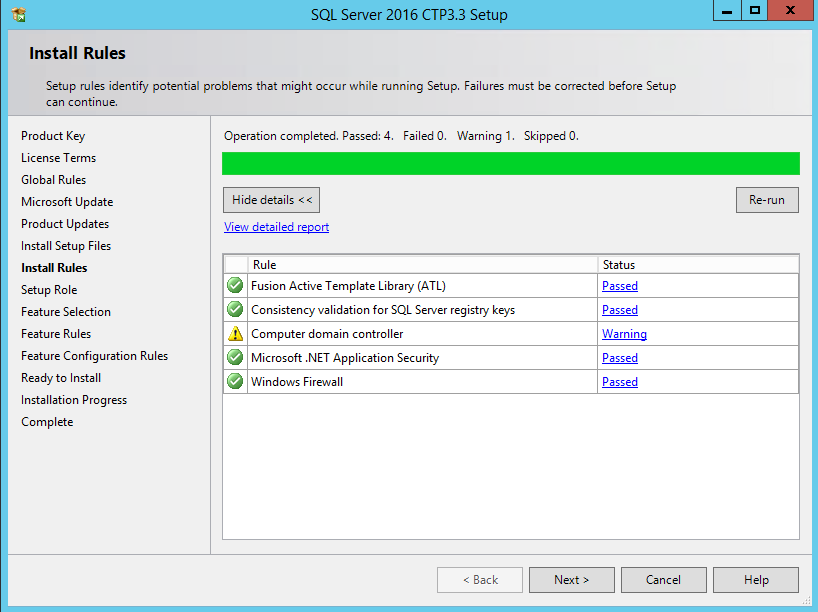 SQL Server 2016 CTP3.3 Setup
Install Rules
Setup rules identify potential problems that might occur while running Setup. Failures must be corrected before Setup
can continue.
Product Key
License Terms
Global Rules
Microsoft Update
Product Updates
Install Setup Files
Install Rules
Setup Role
Feature Selection
Feature Rules
Feature Configuration Rules
Ready to Install
Installation Progress
Complete
Operation completed. Passed: 4.   Failed 0.   Warning 1.   Skipped 0.
Hide details <<
Re-run
View detailed report
Rule Status
Fusion Active Template Library (ATL) Passed
Consistency validation for SQL Server registry keys Passed
Computer domain controller Warning
Microsoft .NET Application Security Passed
Windows Firewall Passed
< Back Next > Cancel Help